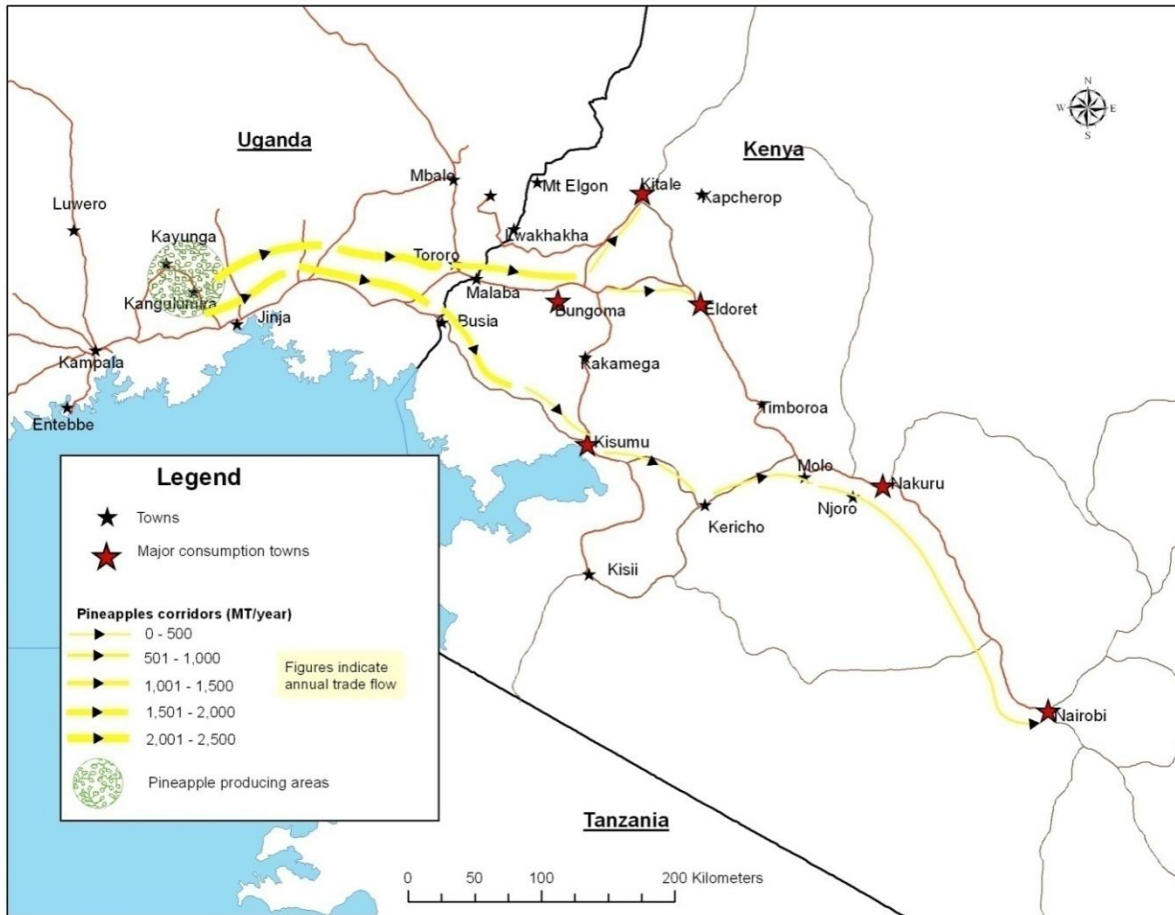 N
W
E
S
Uganda
Kenya
Mbale
Mt Elgon
Kitale
Kapcherop
Luwero
Lwakhakha
Kayunga
Tororo
Malaba
Kangulumira
Bungoma
Eldoret
Jinja
Busia
Kampala
Kakamega
Entebbe
Timboroa
Kisumu
Molo
Nakuru
Njoro
Kericho
Kisii
Nairobi
Legend
Towns
Major consumption towns
Pineapples corridors (MT/year)
0 - 500
501 - 1,000
1,001 - 1,500
1,501 - 2,000
2,001 - 2,500
Figures indicate
annual trade flow
Pineapple producing areas
Tanzania
0 50 100 200 Kilometers